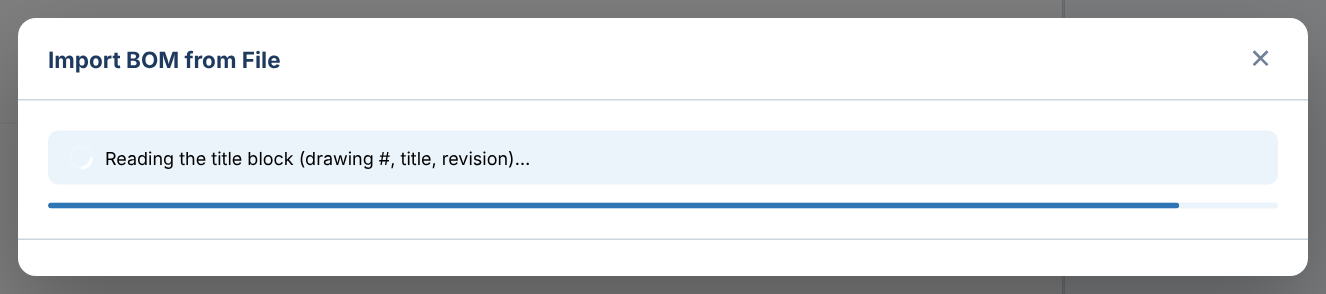 Import BOM from File
Reading the title block (drawing #, title, revision)...